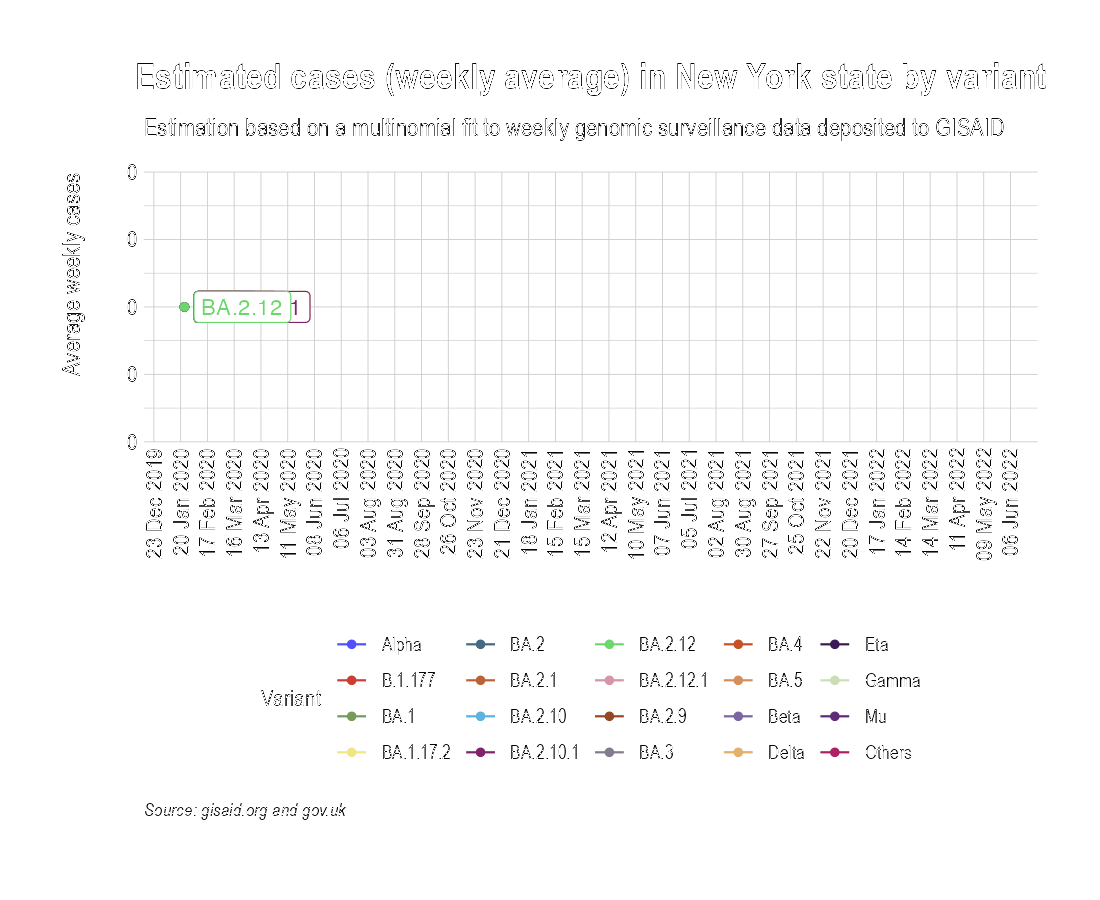 Estimated cases (weekly average) in New York state by variant
Estimation based on a multinomial fit to weekly genomic surveillance data deposited to GISAID
Average weekly cases
0
0
0
0
0
BA.2.12
1
23 Dec 2019
20 Jan 2020
17 Feb 2020
16 Mar 2020
13 Apr 2020
11 May 2020
08 Jun 2020
06 Jul 2020
03 Aug 2020
31 Aug 2020
28 Sep 2020
26 Oct 2020
23 Nov 2020
21 Dec 2020
18 Jan 2021
15 Feb 2021
15 Mar 2021
12 Apr 2021
10 May 2021
07 Jun 2021
05 Jul 2021
02 Aug 2021
30 Aug 2021
27 Sep 2021
25 Oct 2021
22 Nov 2021
20 Dec 2021
17 Jan 2022
14 Feb 2022
14 Mar 2022
11 Apr 2022
09 May 2022
06 Jun 2022
Variant
Alpha
B.1.177
BA.1
BA.1.17.2
BA.2
BA.2.1
BA.2.10
BA.2.10.1
BA.2.12
BA.2.12.1
BA.2.9
BA.3
BA.4
BA.5
Beta
Delta
Eta
Gamma
Mu
Others
Source: gisaid.org and gov.uk